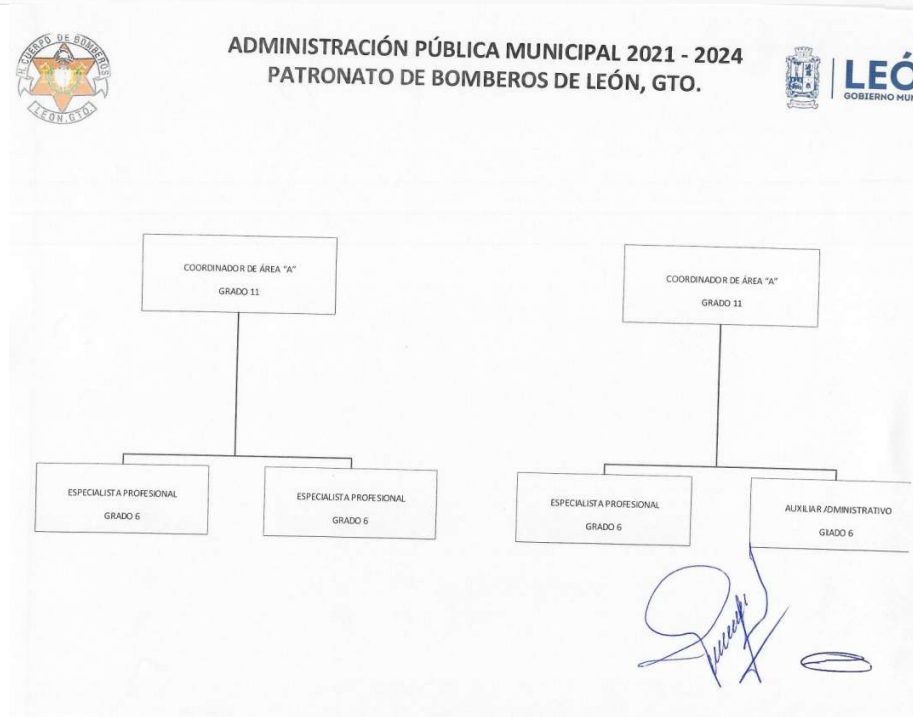 H. CUERPO DE BOMBEROS
LEÓN, GTO.
ADMINISTRACIÓN PÚBLICA MUNICIPAL 2021 - 2024
PATRONATO DE BOMBEROS DE LEÓN, GTO.
LEÓ
GOBIERNO MUN
COORDINADOR DE ÁREA "A"
GRADO 11
COORDINADOR DE ÁREA "A"
GRADO 11
ESPECIALISTA PROFESIONAL
GRADO 6
ESPECIALISTA PROFESIONAL
GRADO 6
ESPECIALISTA PROFESIONAL
GRADO 6
AUXILIAR ADMINISTRATIVO
GRADO 6